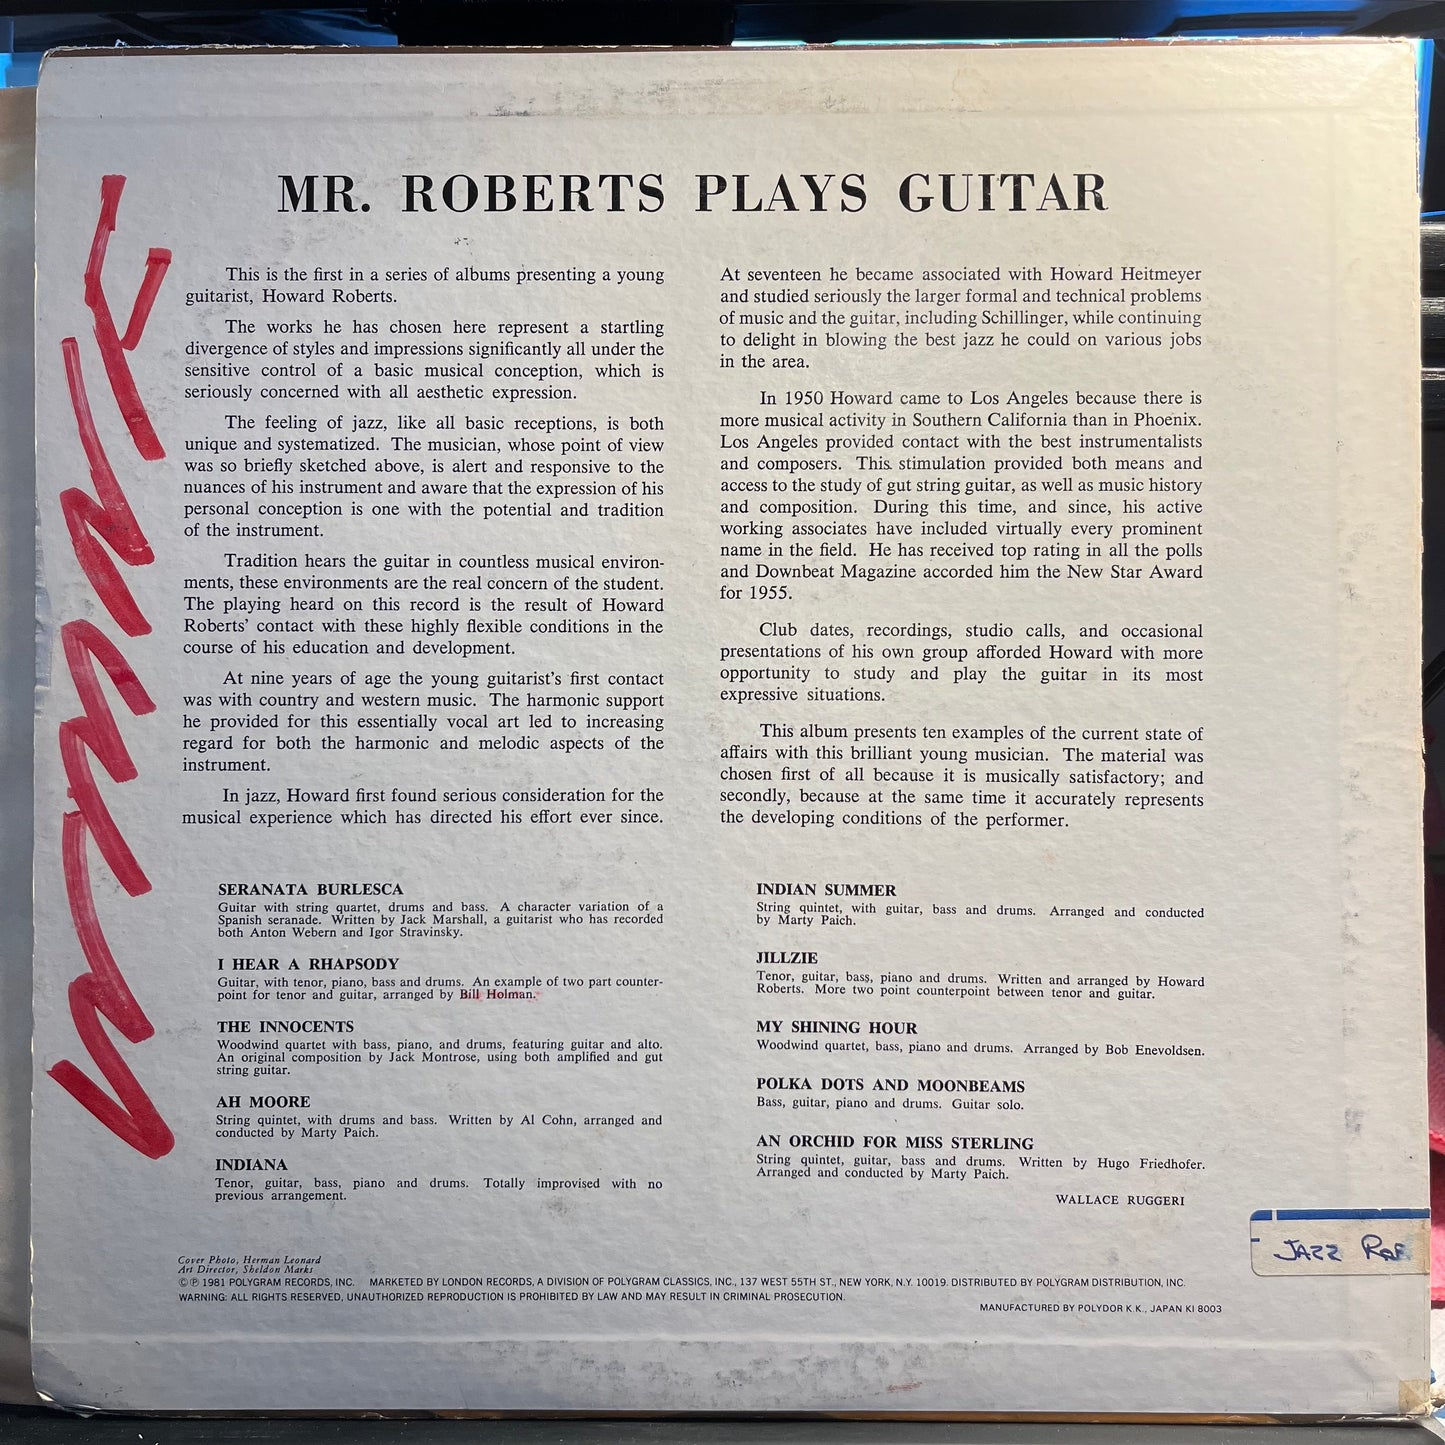 MR. ROBERTS PLAYS GUITAR
This is the first in a series of albums presenting a young
guitarist, Howard Roberts.
The works he has chosen here represent a startling
divergence of styles and impressions significantly all under the
sensitive control of a basic musical conception, which is
seriously concerned with all aesthetic expression.
The feeling of jazz, like all basic receptions, is both
unique and systematized. The musician, whose point of view
was so briefly sketched above, is alert and responsive to the
nuances of his instrument and aware that the expression of his
personal conception is one with the potential and tradition
of the instrument.
Tradition hears the guitar in countless musical environ-
ments, these environments are the real concern of the student.
The playing heard on this record is the result of Howard
Roberts' contact with these highly flexible conditions in the
course of his education and development.
At nine years of age the young guitarist's first contact
was with country and western music. The harmonic support
he provided for this essentially vocal art led to increasing
regard for both the harmonic and melodic aspects of the
instrument.
In jazz, Howard first found serious consideration for the
musical experience which has directed his effort ever since.
At seventeen he became associated with Howard Heitmeyer
and studied seriously the larger formal and technical problems
of music and the guitar, including Schillinger, while continuing
to delight in blowing the best jazz he could on various jobs
in the area.
In 1950 Howard came to Los Angeles because there is
more musical activity in Southern California than in Phoenix.
Los Angeles provided contact with the best instrumentalists
and composers. This stimulation provided both means and
access to the study of gut string guitar, as well as music history
and composition. During this time, and since, his active
working associates have included virtually every prominent
name in the field. He has received top rating in all the polls
and Downbeat Magazine accorded him the New Star Award
for 1955.
Club dates, recordings, studio calls, and occasional
presentations of his own group afforded Howard with more
opportunity to study and play the guitar in its most
expressive situations.
This album presents ten examples of the current state of
affairs with this brilliant young musician. The material was
chosen first of all because it is musically satisfactory; and
secondly, because at the same time it accurately represents
the developing conditions of the performer.
SERANATA BURLESCA
Guitar with string quartet, drums and bass. A character variation of a
Spanish seranade. Written by Jack Marshall, a guitarist who has recorded
both Anton Webern and Igor Stravinsky.
I HEAR A RHAPSODY
Guitar, with tenor, piano, bass and drums. An example of two part counter-
point for tenor and guitar, arranged by Bill Holman.
THE INNOCENTS
Woodwind quartet with bass, piano, and drums, featuring guitar and alto.
An original composition by Jack Montrose, using both amplified and gut
string guitar.
AH MOORE
String quintet, with drums and bass. Written by Al Cohn, arranged and
conducted by Marty Paich.
INDIANA
Tenor, guitar, bass, piano and drums. Totally improvised with no
previous arrangement.
INDIAN SUMMER
String quintet, with guitar, bass and drums. Arranged and conducted
by Marty Paich.
JILLZIE
Tenor, guitar, bass, piano and drums. Written and arranged by Howard
Roberts. More two point counterpoint between tenor and guitar.
MY SHINING HOUR
Woodwind quartet, bass, piano and drums. Arranged by Bob Enevoldsen.
POLKA DOTS AND MOONBEAMS
Bass, guitar, piano and drums. Guitar solo.
AN ORCHID FOR MISS STERLING
String quintet, guitar, bass and drums. Written by Hugo Friedhofer.
Arranged and conducted by Marty Paich.
WALLACE RUGGERI
JAZZ
Cover Photo, Herman Leonard
Art Director, Sheldon Marks
© ℗ 1981 POLYGRAM RECORDS, INC. MARKETED BY LONDON RECORDS, A DIVISION OF POLYGRAM CLASSICS, INC., 137 WEST 55TH ST., NEW YORK, N.Y. 10019. DISTRIBUTED BY POLYGRAM DISTRIBUTION, INC.
WARNING: ALL RIGHTS RESERVED, UNAUTHORIZED REPRODUCTION IS PROHIBITED BY LAW AND MAY RESULT IN CRIMINAL PROSECUTION.
MANUFACTURED BY POLYDOR K.K., JAPAN KI 8003